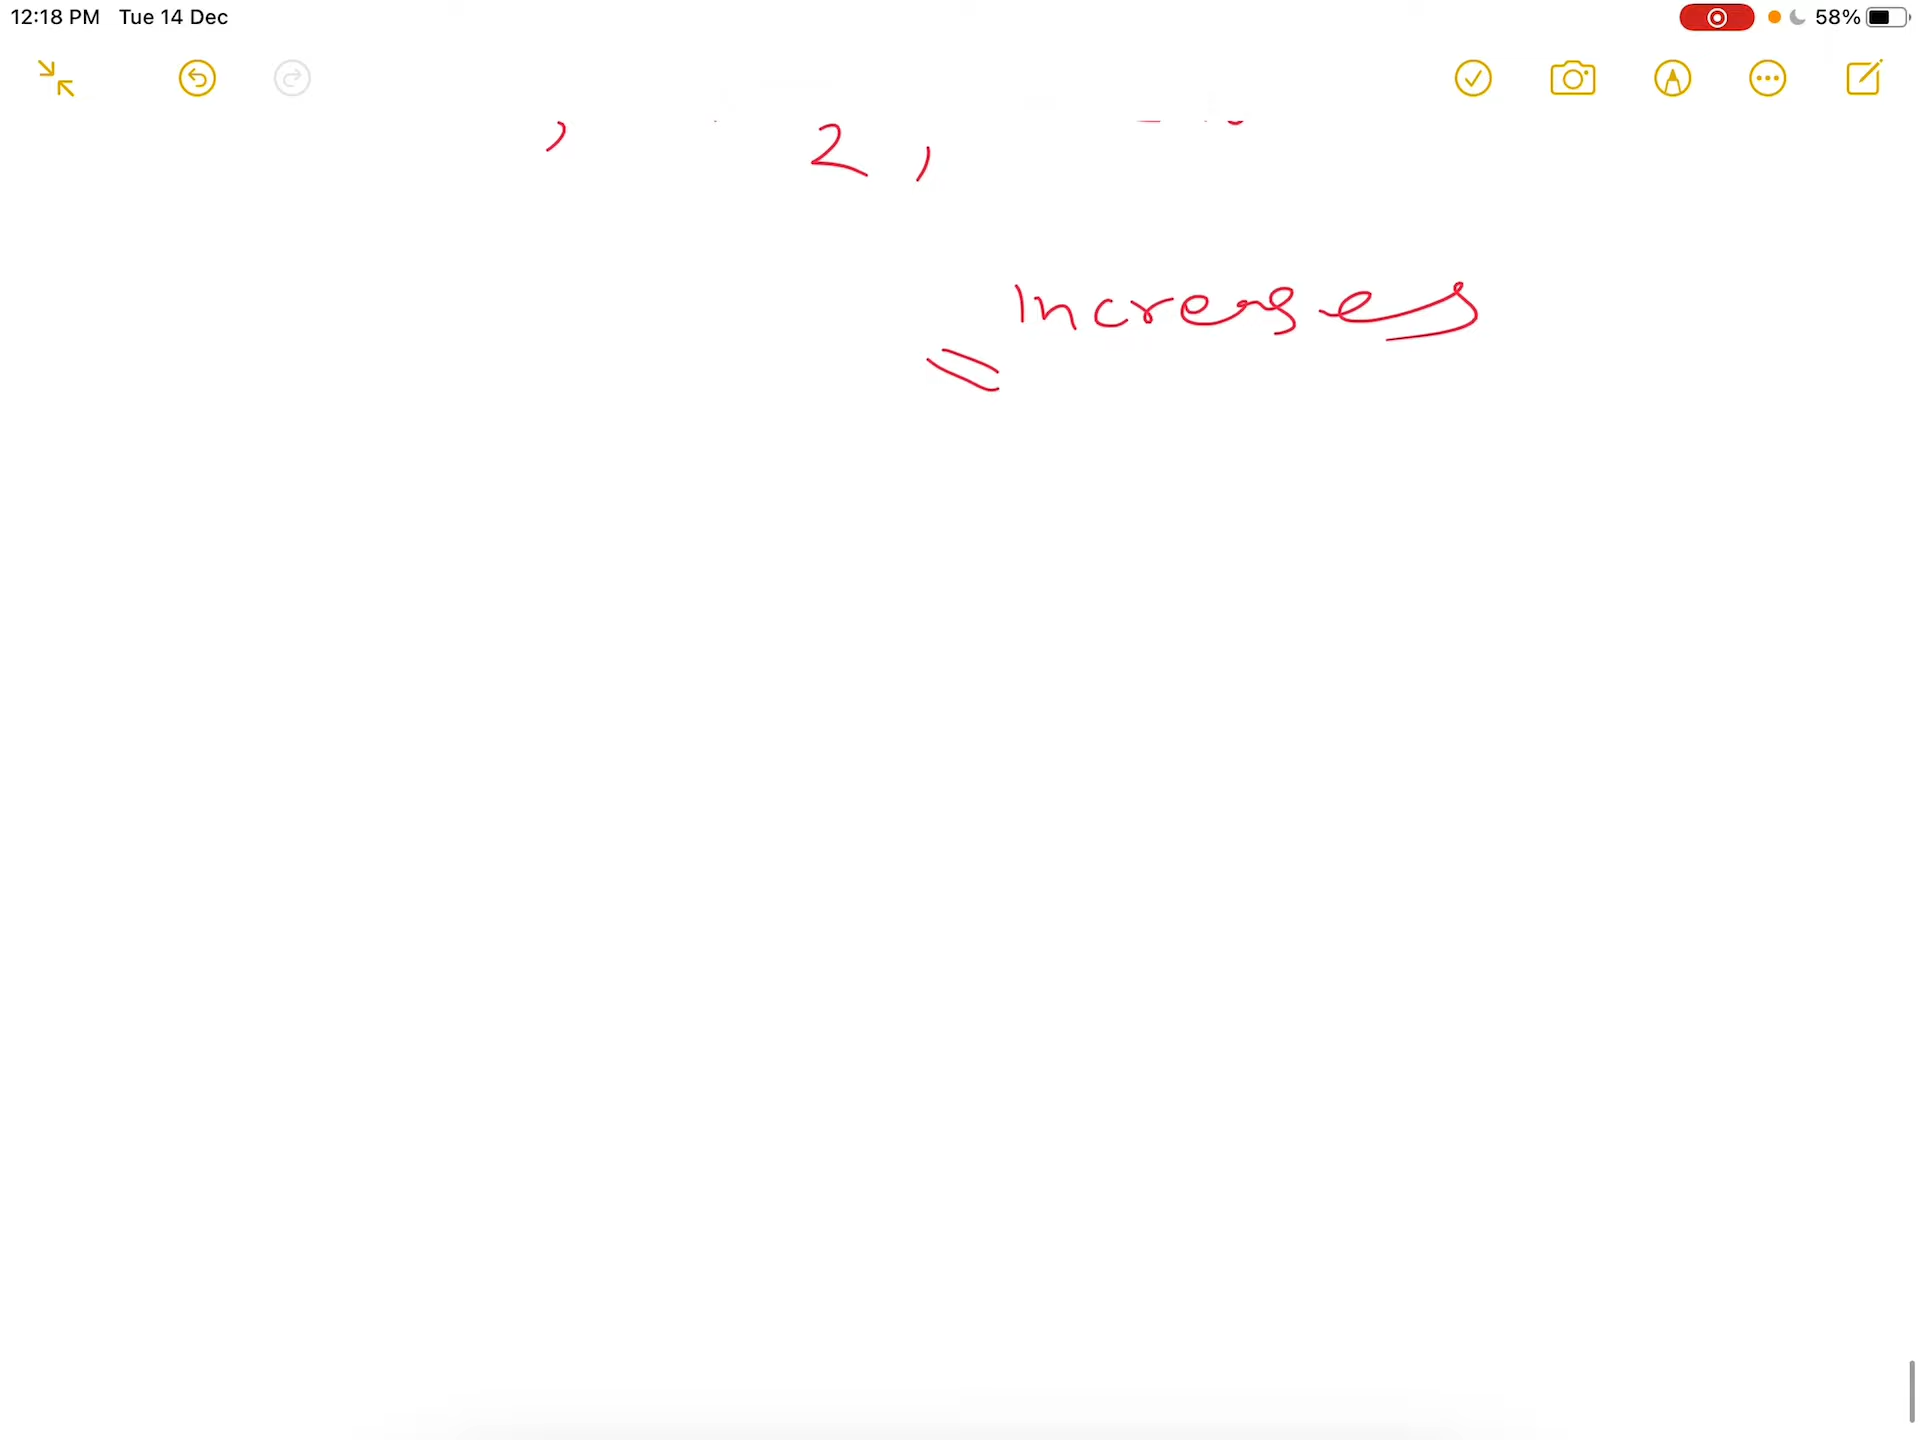 12:18 PM Tue 14 Dec 58%
, 2 ,
increases
=